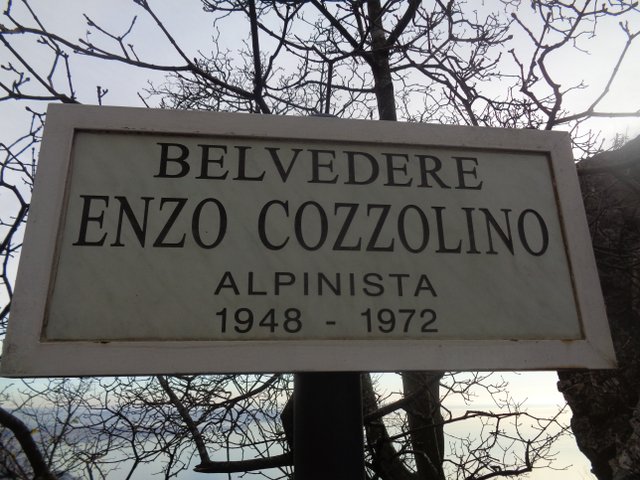 BELVEDERE
ENZO COZZOLINO
ALPINISTA
1948 - 1972